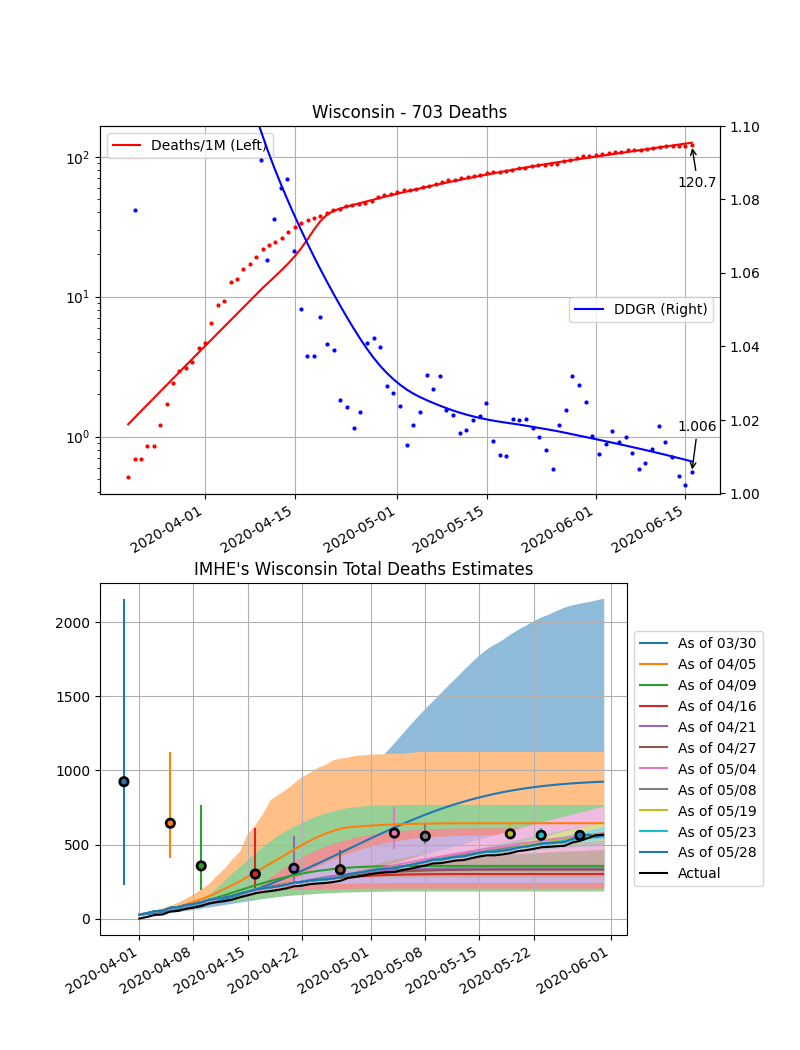 Wisconsin - 703 Deaths
Deaths/1M (Left)
DDGR (Right)
120.7
1.006
10²
10¹
10⁰
1.10
1.08
1.06
1.04
1.02
1.00
2020-04-01
2020-04-15
2020-05-01
2020-05-15
2020-06-01
2020-06-15
IMHE's Wisconsin Total Deaths Estimates
2000
1500
1000
500
0
2020-04-01
2020-04-08
2020-04-15
2020-04-22
2020-05-01
2020-05-08
2020-05-15
2020-05-22
2020-06-01
As of 03/30
As of 04/05
As of 04/09
As of 04/16
As of 04/21
As of 04/27
As of 05/04
As of 05/08
As of 05/19
As of 05/23
As of 05/28
Actual